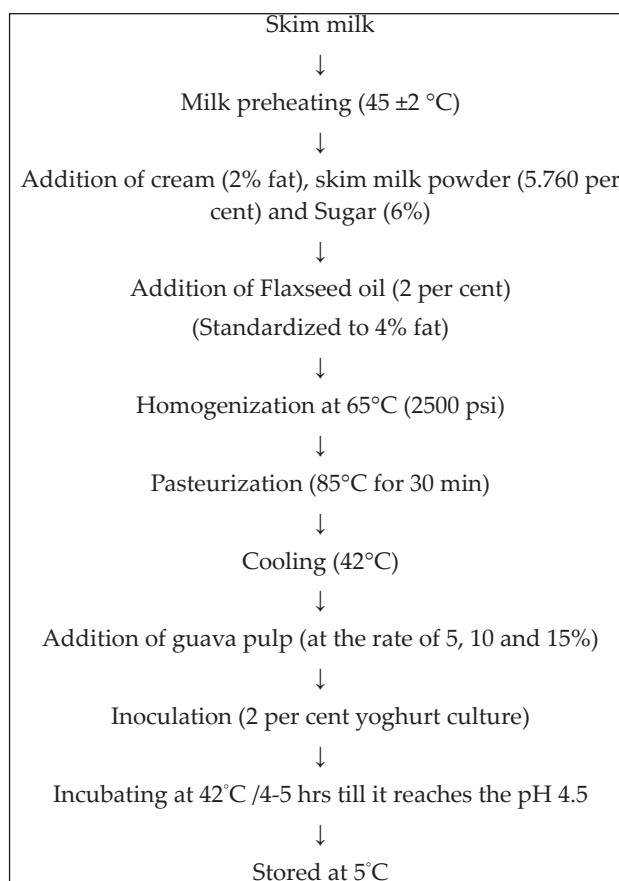 Skim milk
↓
Milk preheating (45 ±2 °C)
↓
Addition of cream (2% fat), skim milk powder (5.760 per
cent) and Sugar (6%)
↓
Addition of Flaxseed oil (2 per cent)
(Standardized to 4% fat)
↓
Homogenization at 65°C (2500 psi)
↓
Pasteurization (85°C for 30 min)
↓
Cooling (42°C)
↓
Addition of guava pulp (at the rate of 5, 10 and 15%)
↓
Inoculation (2 per cent yoghurt culture)
↓
Incubating at 42°C /4-5 hrs till it reaches the pH 4.5
↓
Stored at 5°C